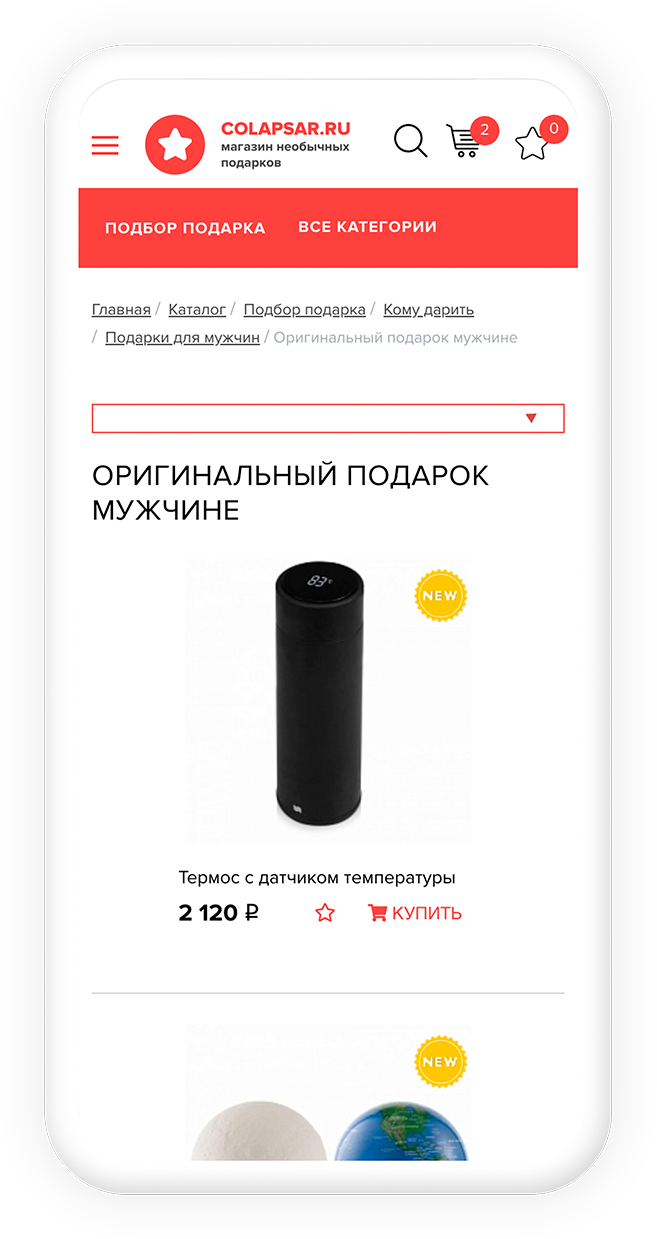 COLAPSAR.RU
магазин необычных
подарков
2
0
ПОДБОР ПОДАРКА ВСЕ КАТЕГОРИИ
Главная / Каталог / Подбор подарка / Кому дарить
/ Подарки для мужчин / Оригинальный подарок мужчине
▼
ОРИГИНАЛЬНЫЙ ПОДАРОК
МУЖЧИНЕ
83°c
NEW
Термос с датчиком температуры
2 120 ₽ КУПИТЬ
NEW